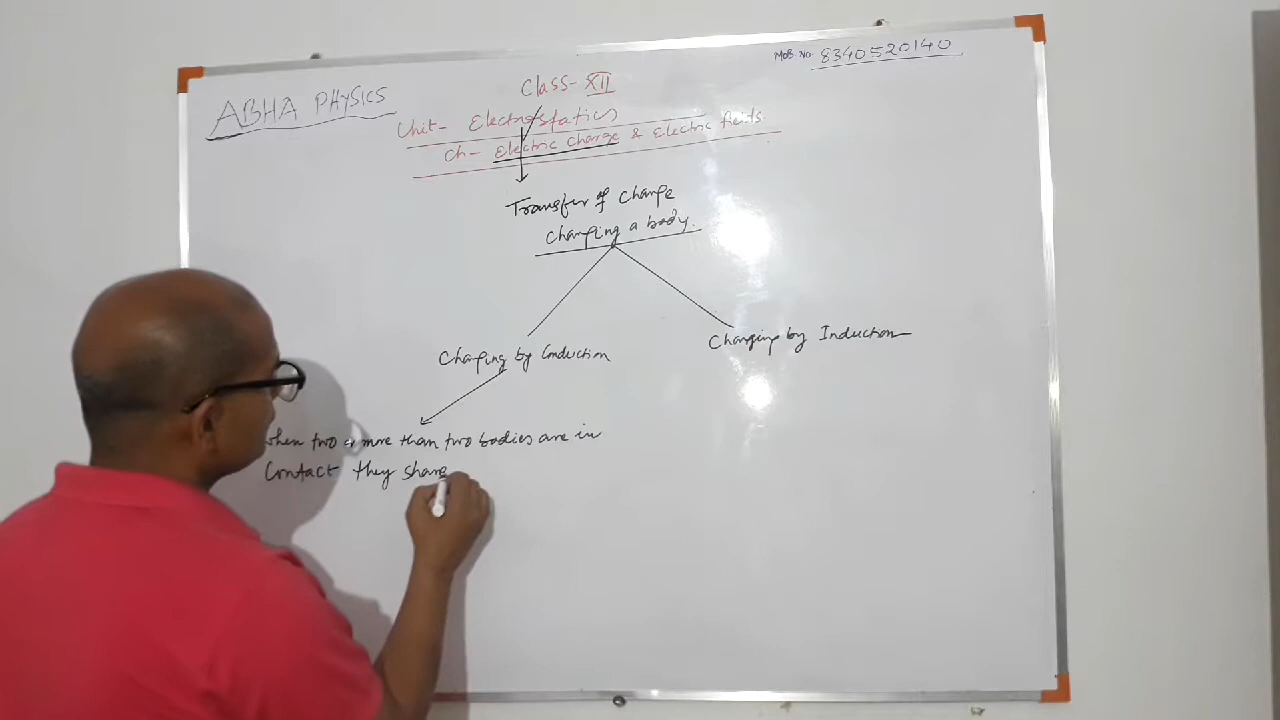 ABHA PHYSICS
Mob. No. 8340520140
Class- XII
Unit- Electrostatics
Ch- Electric charge & Electric fields
Transfer of Charge
Charging a body.
Charging by Conduction
Charging by Induction
When two or more than two bodies are in
Contact they share